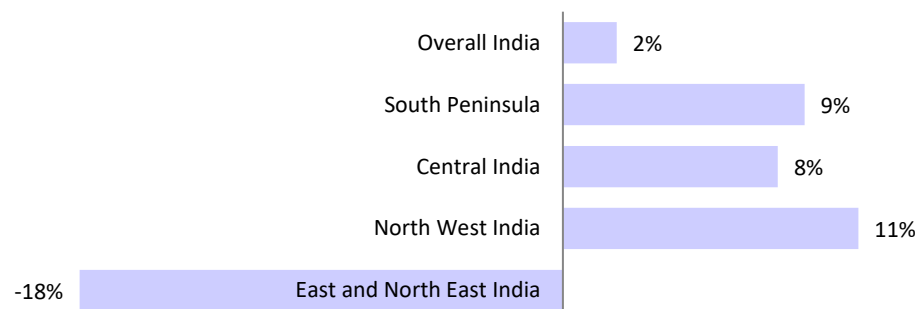 Overall India 2%
South Peninsula 9%
Central India 8%
North West India 11%
-18% East and North East India